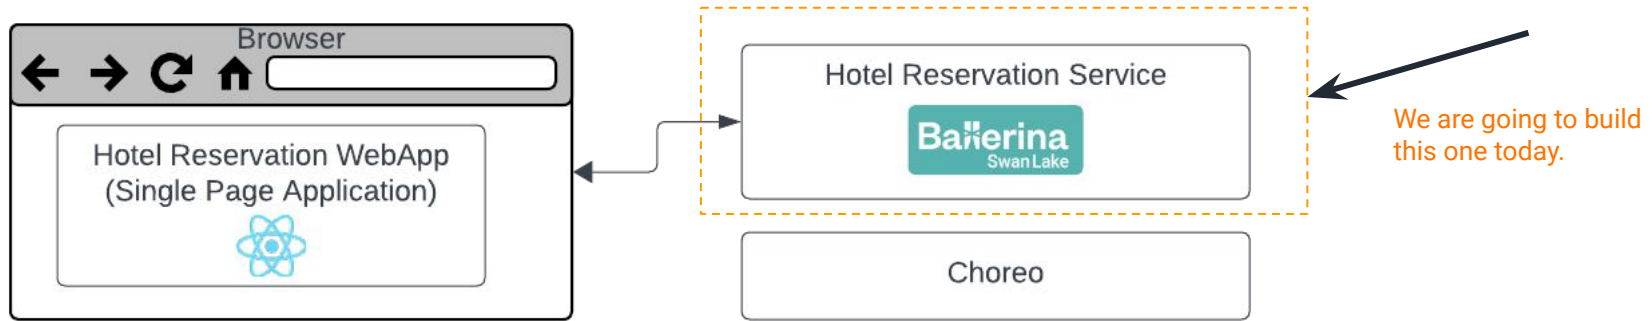 Browser
Hotel Reservation WebApp
(Single Page Application)
Hotel Reservation Service
Ballerina
Swan Lake
Choreo
We are going to build
this one today.